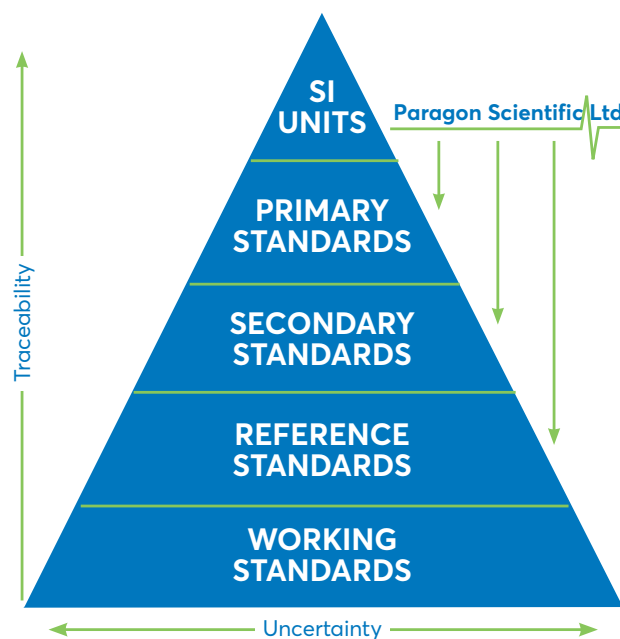 SI
UNITS
Paragon Scientific Ltd
PRIMARY
STANDARDS
SECONDARY
STANDARDS
REFERENCE
STANDARDS
WORKING
STANDARDS
Traceability
Uncertainty